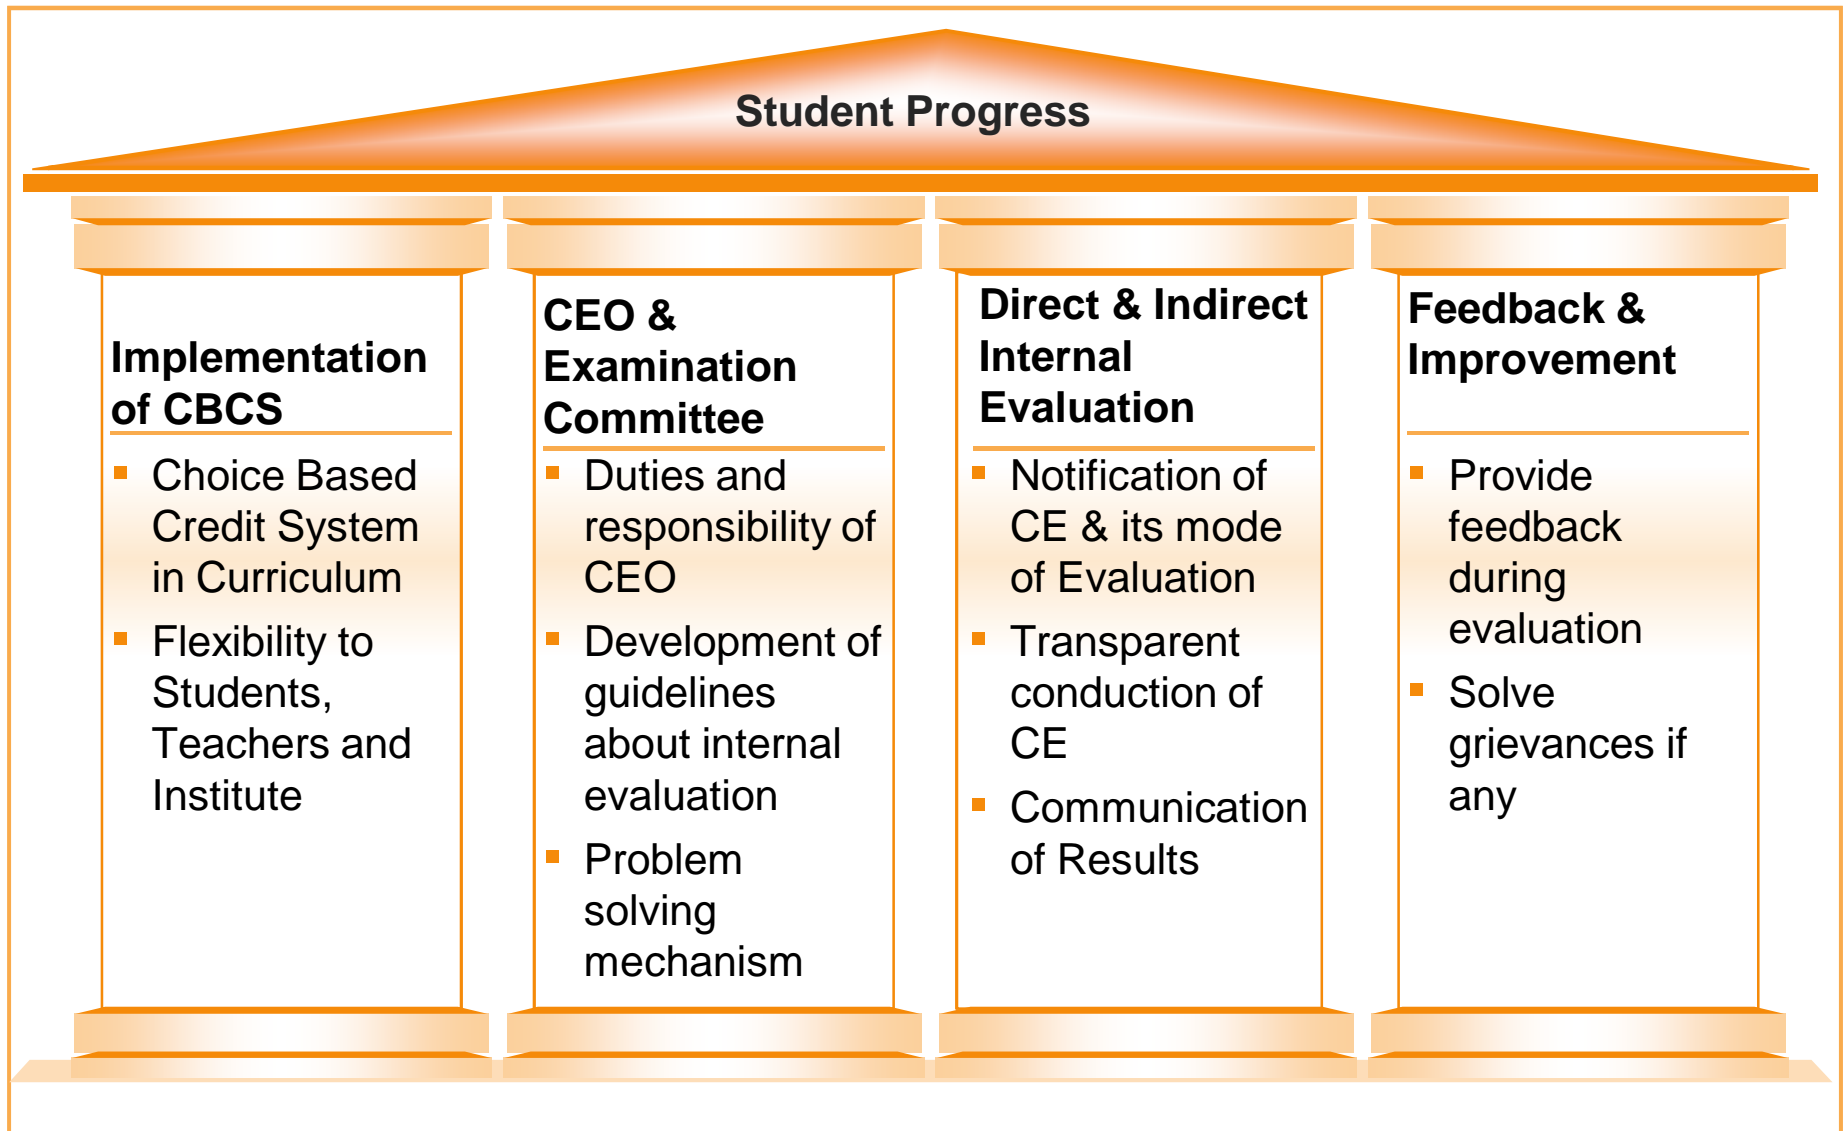 Student Progress
Implementation
of CBCS
Choice Based
Credit System
in Curriculum
Flexibility to
Students,
Teachers and
Institute
CEO &
Examination
Committee
Duties and
responsibility of
CEO
Development of
guidelines
about internal
evaluation
Problem
solving
mechanism
Direct & Indirect
Internal
Evaluation
Notification of
CE & its mode
of Evaluation
Transparent
conduction of
CE
Communication
of Results
Feedback &
Improvement
Provide
feedback
during
evaluation
Solve
grievances if
any